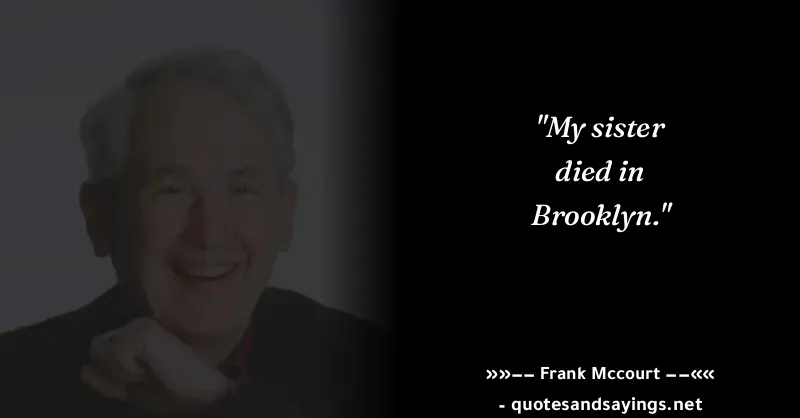 "My sister
died in
Brooklyn."
»»−− Frank Mccourt −−««
- quotesandsayings.net